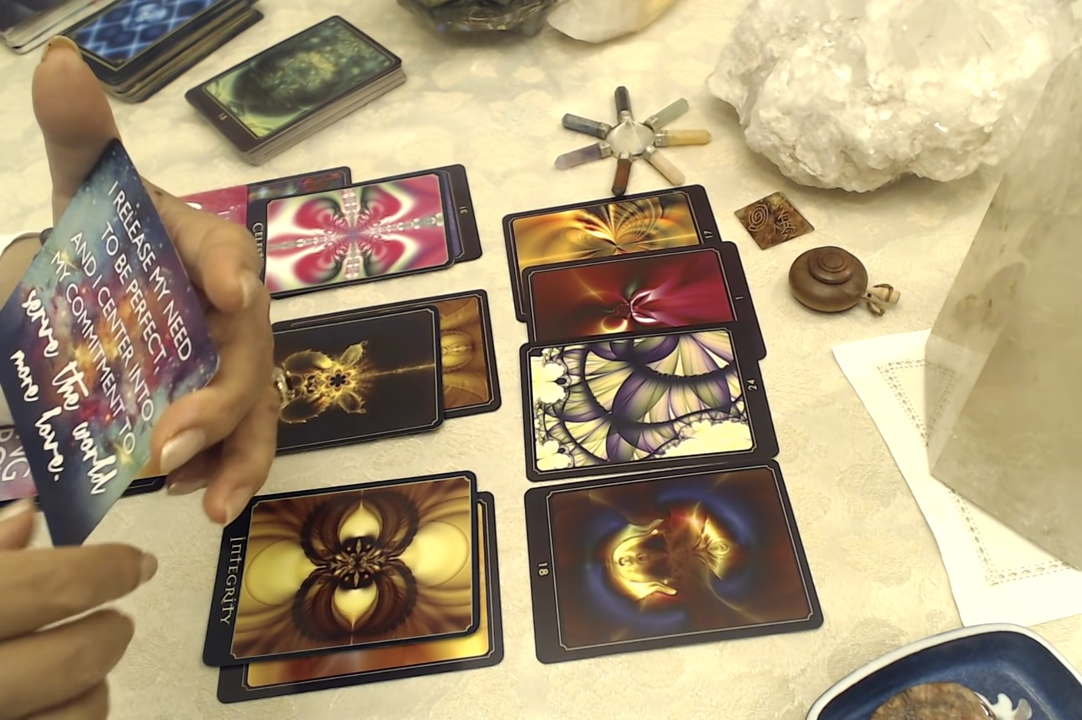 I RELEASE MY NEED
TO BE PERFECT,
AND I CENTER INTO
MY COMMITMENT TO
serve the world
more love.
31
17
1
24
INTEGRITY
18